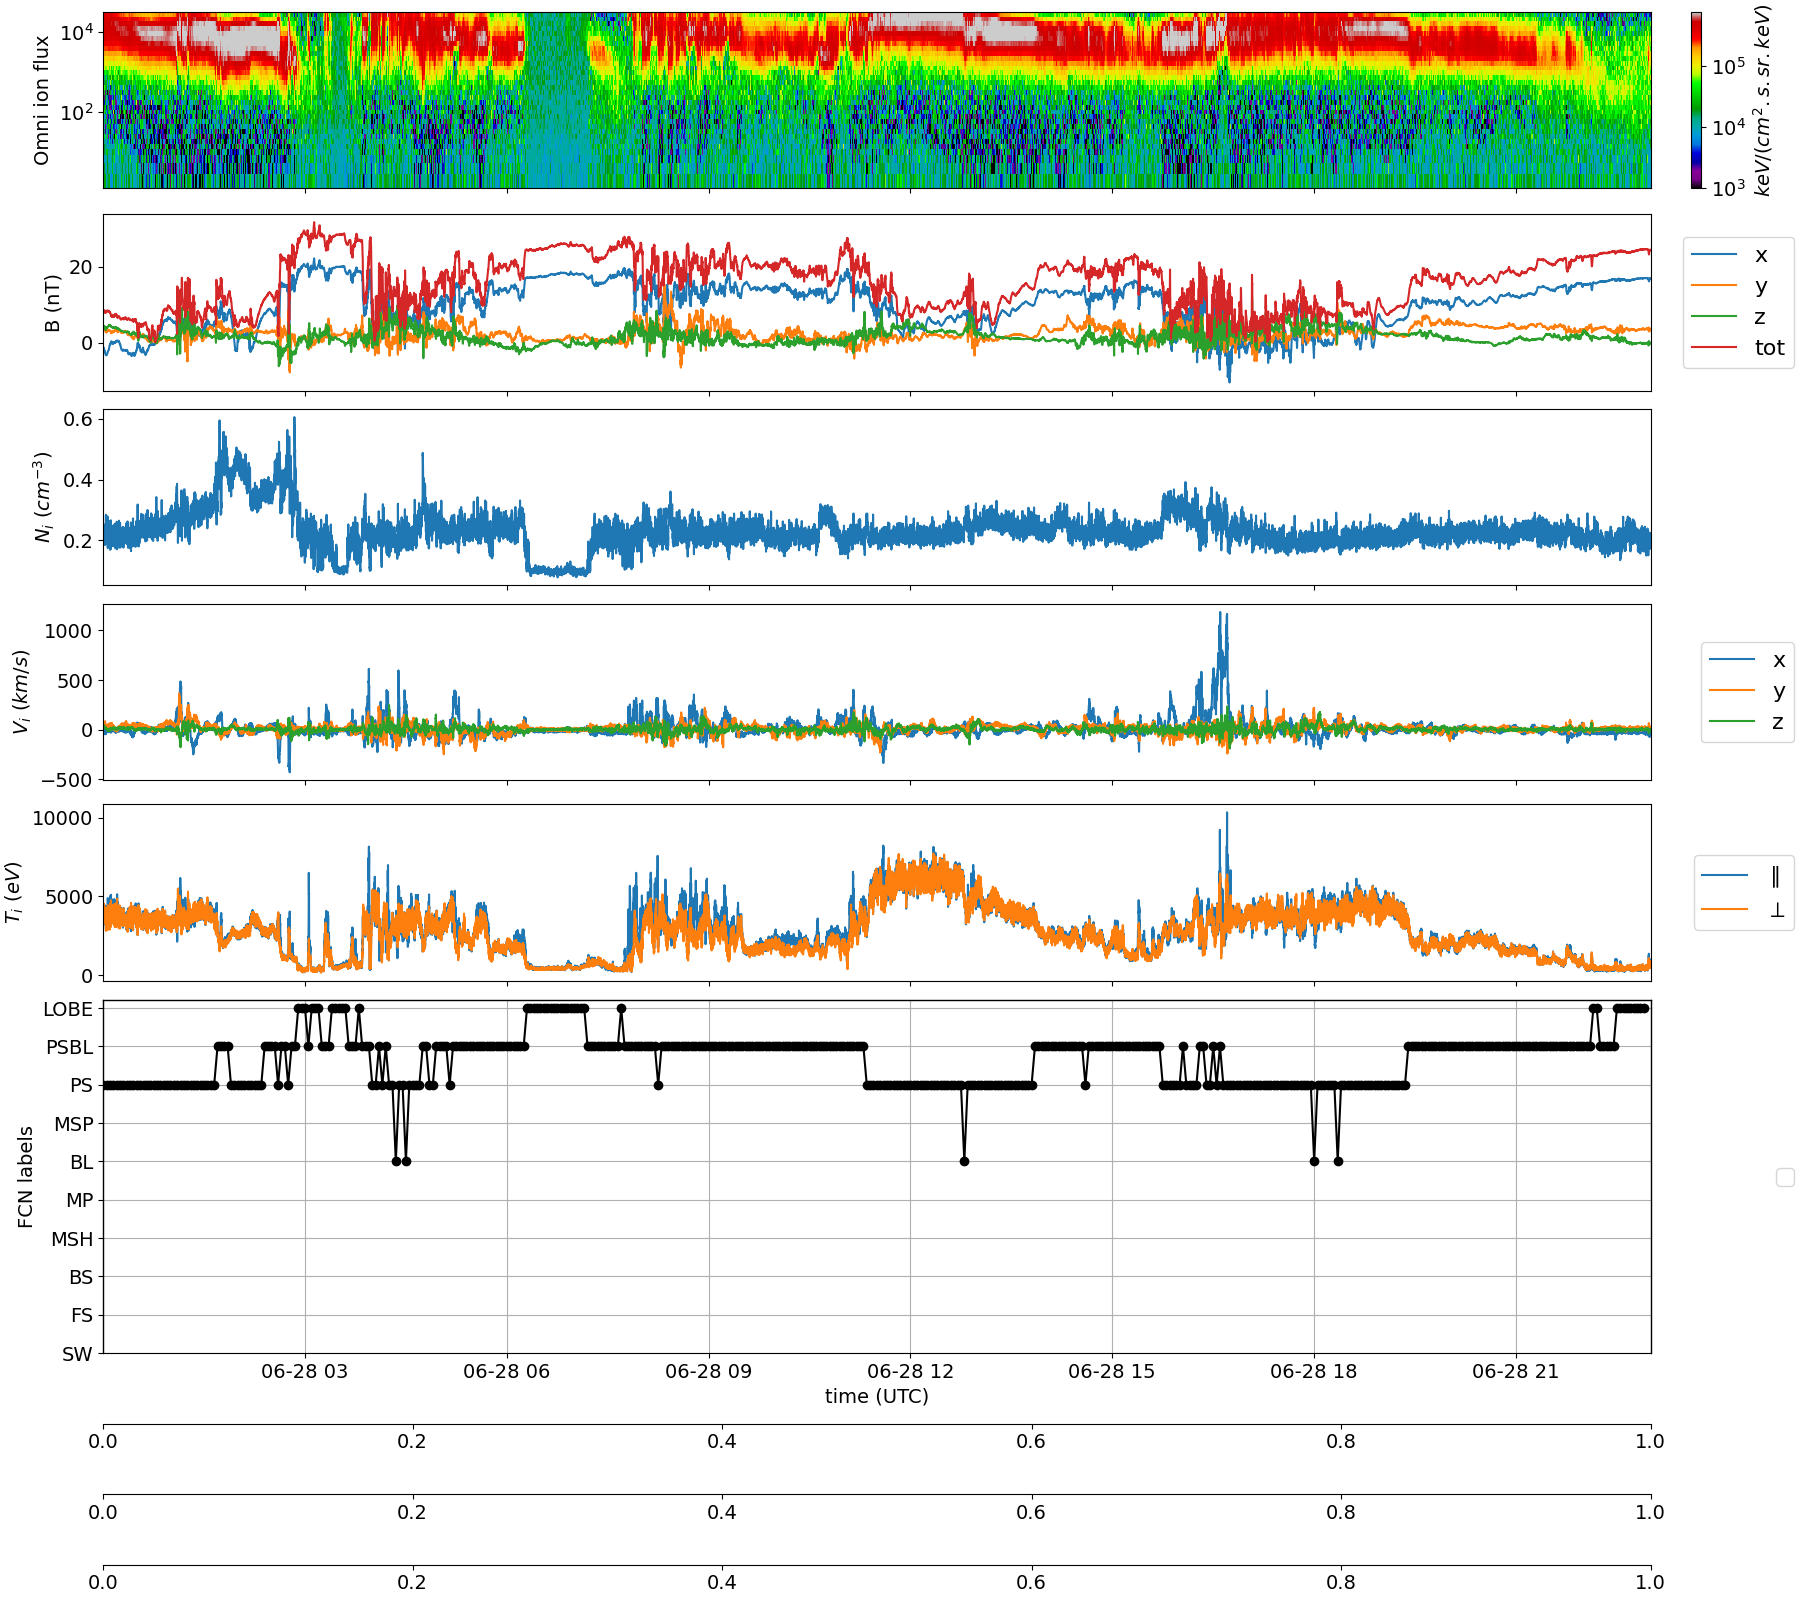 10^4
10^2
Omni ion flux
10^5
10^4
10^3
keV/(cm^2.s.sr.keV)
20
0
B (nT)
x
y
z
tot
0.6
0.4
0.2
N_i (cm^{-3})
1000
500
0
−500
V_i (km/s)
x
y
z
10000
5000
0
T_i (eV)
∥
⊥
LOBE
PSBL
PS
MSP
BL
MP
MSH
BS
FS
SW
FCN labels
06-28 03 06-28 06 06-28 09 06-28 12 06-28 15 06-28 18 06-28 21
time (UTC)
0.0 0.2 0.4 0.6 0.8 1.0
0.0 0.2 0.4 0.6 0.8 1.0
0.0 0.2 0.4 0.6 0.8 1.0